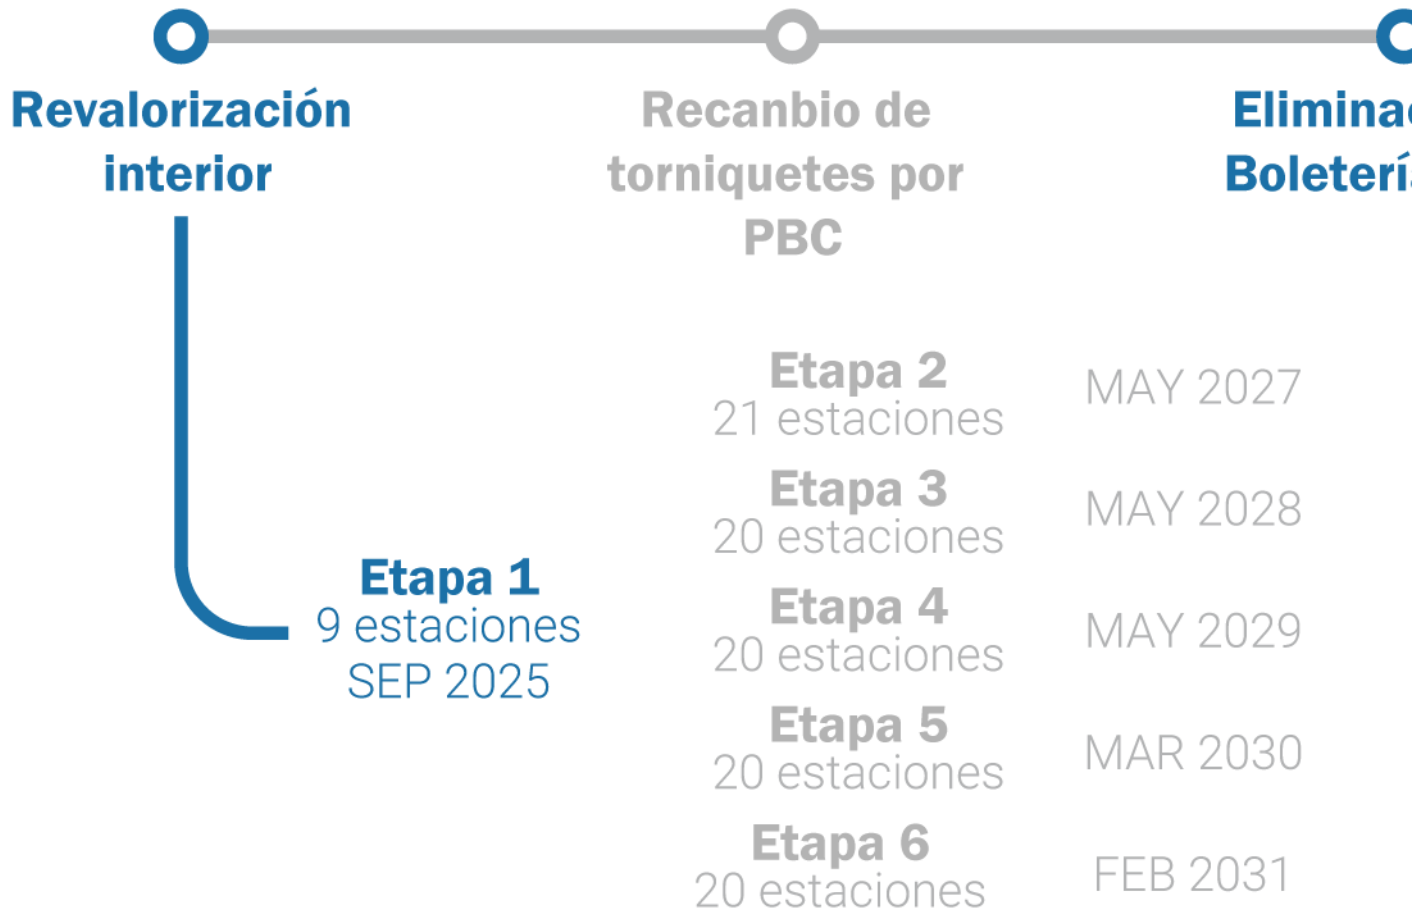 Revalorización
interior
Recanbio de
torniquetes por
PBC
Etapa 1
9 estaciones
SEP 2025
Etapa 2
21 estaciones
MAY 2027
Etapa 3
20 estaciones
MAY 2028
Etapa 4
20 estaciones
MAY 2029
Etapa 5
20 estaciones
MAR 2030
Etapa 6
20 estaciones
FEB 2031